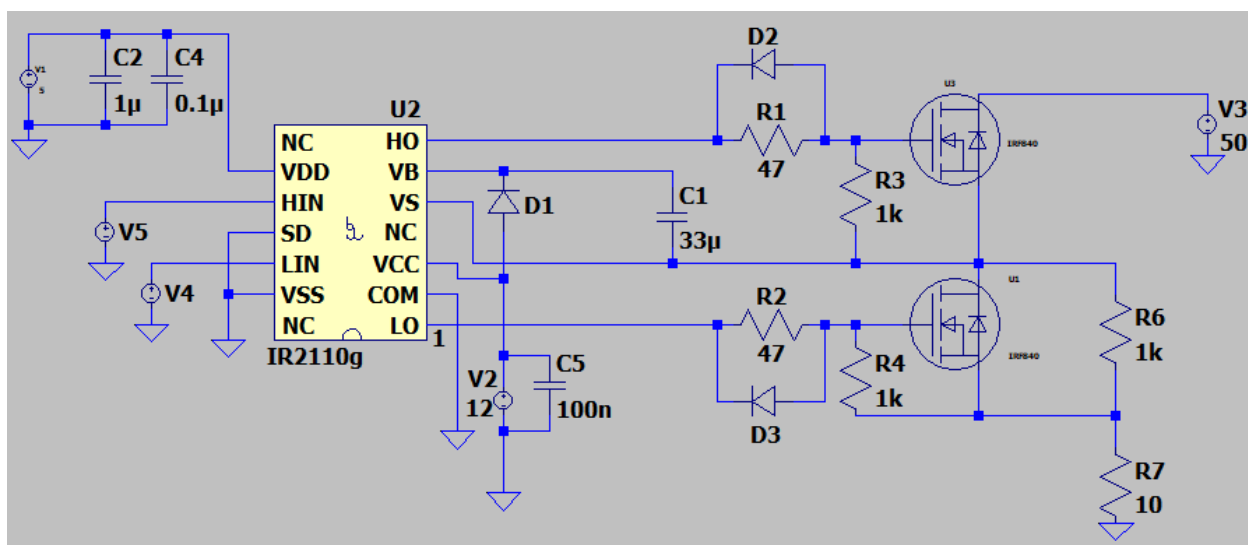 V1
5
C2
1µ
C4
0.1µ
U2
NC
VDD
HIN
SD
LIN
VSS
NC
HO
VB
VS
NC
VCC
COM
LO
1
IR2110g
V5
V4
D1
V2
12
C5
100n
C1
33µ
D2
R1
47
R3
1k
U3
IRF840
V3
50
R2
47
D3
R4
1k
U1
IRF840
R6
1k
R7
10